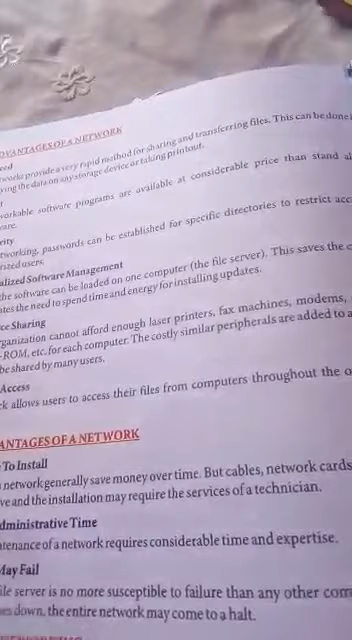 DVANTAGES OF A NETWORK
eed
tworks provide a very rapid method for sharing and transferring files. This can be done
ying the data on any storage device or taking printout.
t
workable software programs are available at considerable price than stand al
ware.
rity
tworking, passwords can be established for specific directories to restrict acc
rized users.
alized Software Management
the software can be loaded on one computer (the file server). This saves the
ates the need to spend time and energy for installing updates.
ce Sharing
rganization cannot afford enough laser printers, fax machines, modems,
-ROM, etc. for each computer. The costly similar peripherals are added to a
be shared by many users.
Access
rk allows users to access their files from computers throughout the o
ANTAGES OF A NETWORK
To Install
network generally save money over time. But cables, network cards
ve and the installation may require the services of a technician.
dministrative Time
ntenance of a network requires considerable time and expertise.
May Fail
ile server is no more susceptible to failure than any other com
es down, the entire network may come to a halt.